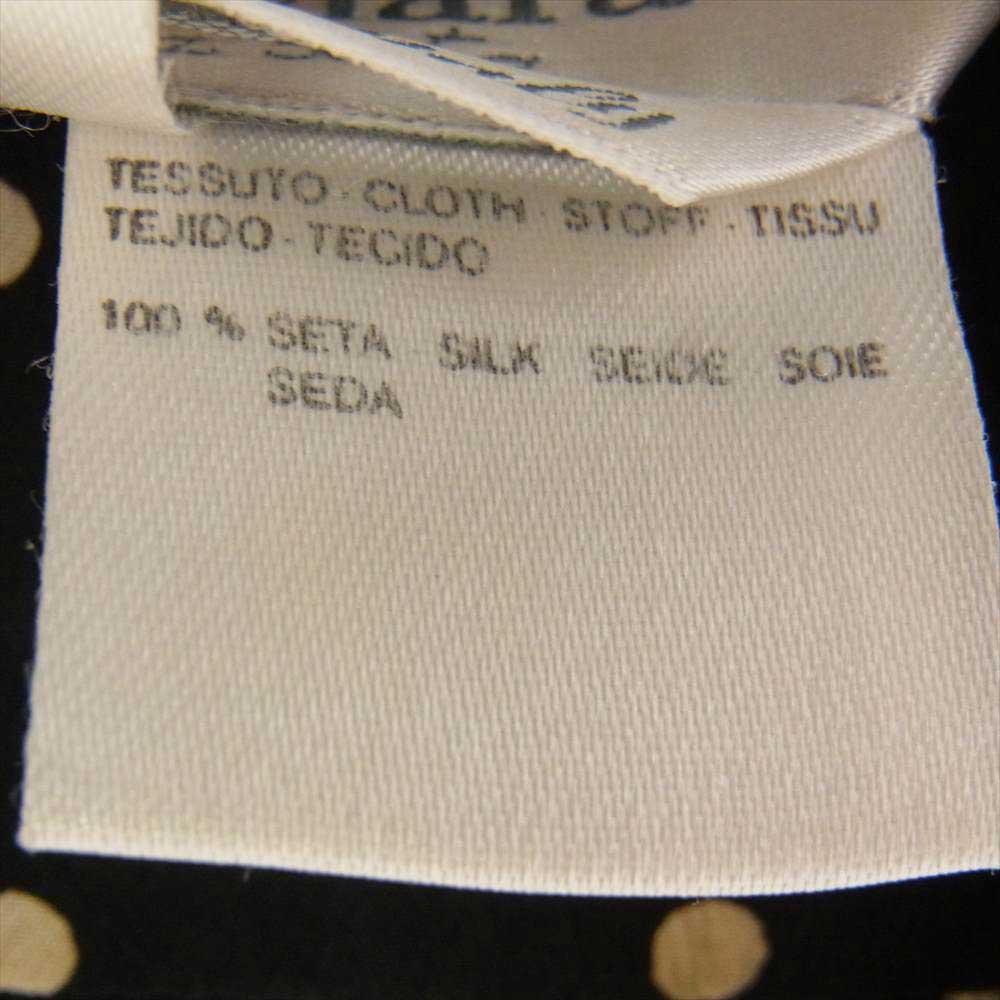 TESSUTO · CLOTH · STOFF · TISSU
TEJIDO · TECIDO
100 % SETA SILK SEIDE SOIE
SEDA